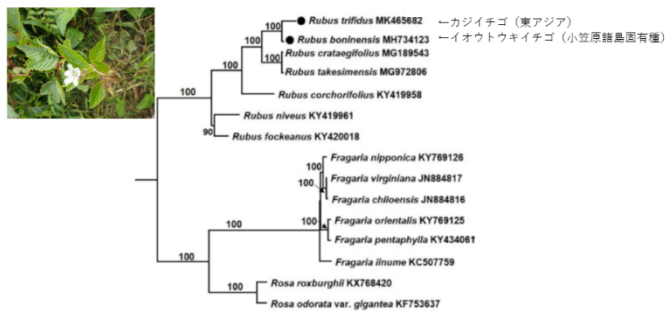 Rubus trifidus MK465682 ←カジイチゴ（東アジア）
100
Rubus boninensis MH734123 ←イオウトウキイチゴ（小笠原諸島固有種）
100
Rubus crataegifolius MG189543
100
100
Rubus takesimensis MG972806
Rubus corchorifolius KY419958
100
Rubus niveus KY419961
90
Rubus fockeanus KY420018
Fragaria nipponica KY769126
100
Fragaria virginiana JN884817
100
Fragaria chiloensis JN884816
Fragaria orientalis KY769125
100
100
Fragaria pentaphylla KY434061
100
Fragaria iinume KC507759
100
Rosa roxburghii KX768420
Rosa odorata var. gigantea KF753637